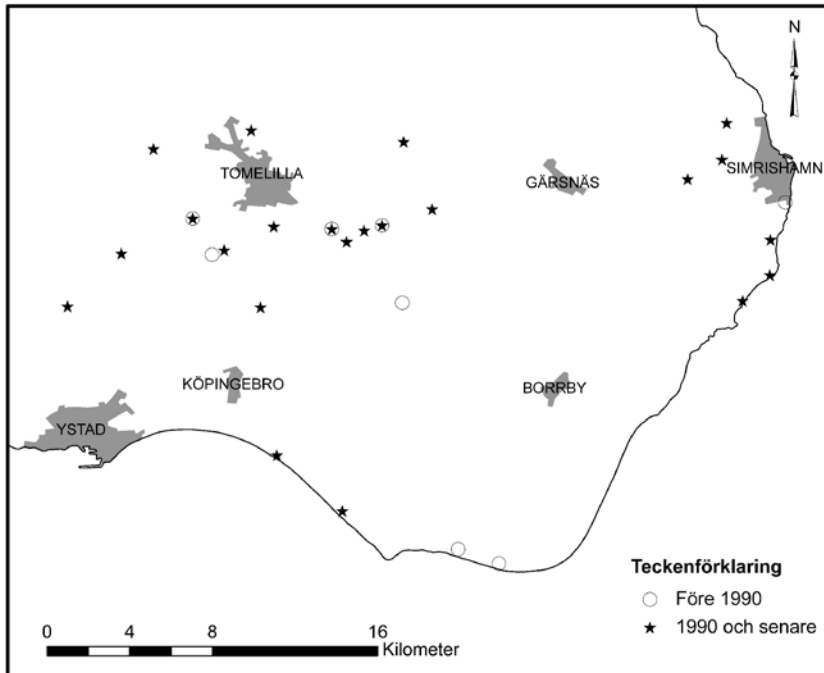 N
TOMELILLA
GÄRSNÄS
SIMRISHAMN
KÖPINGEBRO
BORRBY
YSTAD
Teckenförklaring
Före 1990
1990 och senare
0 4 8 16
Kilometer